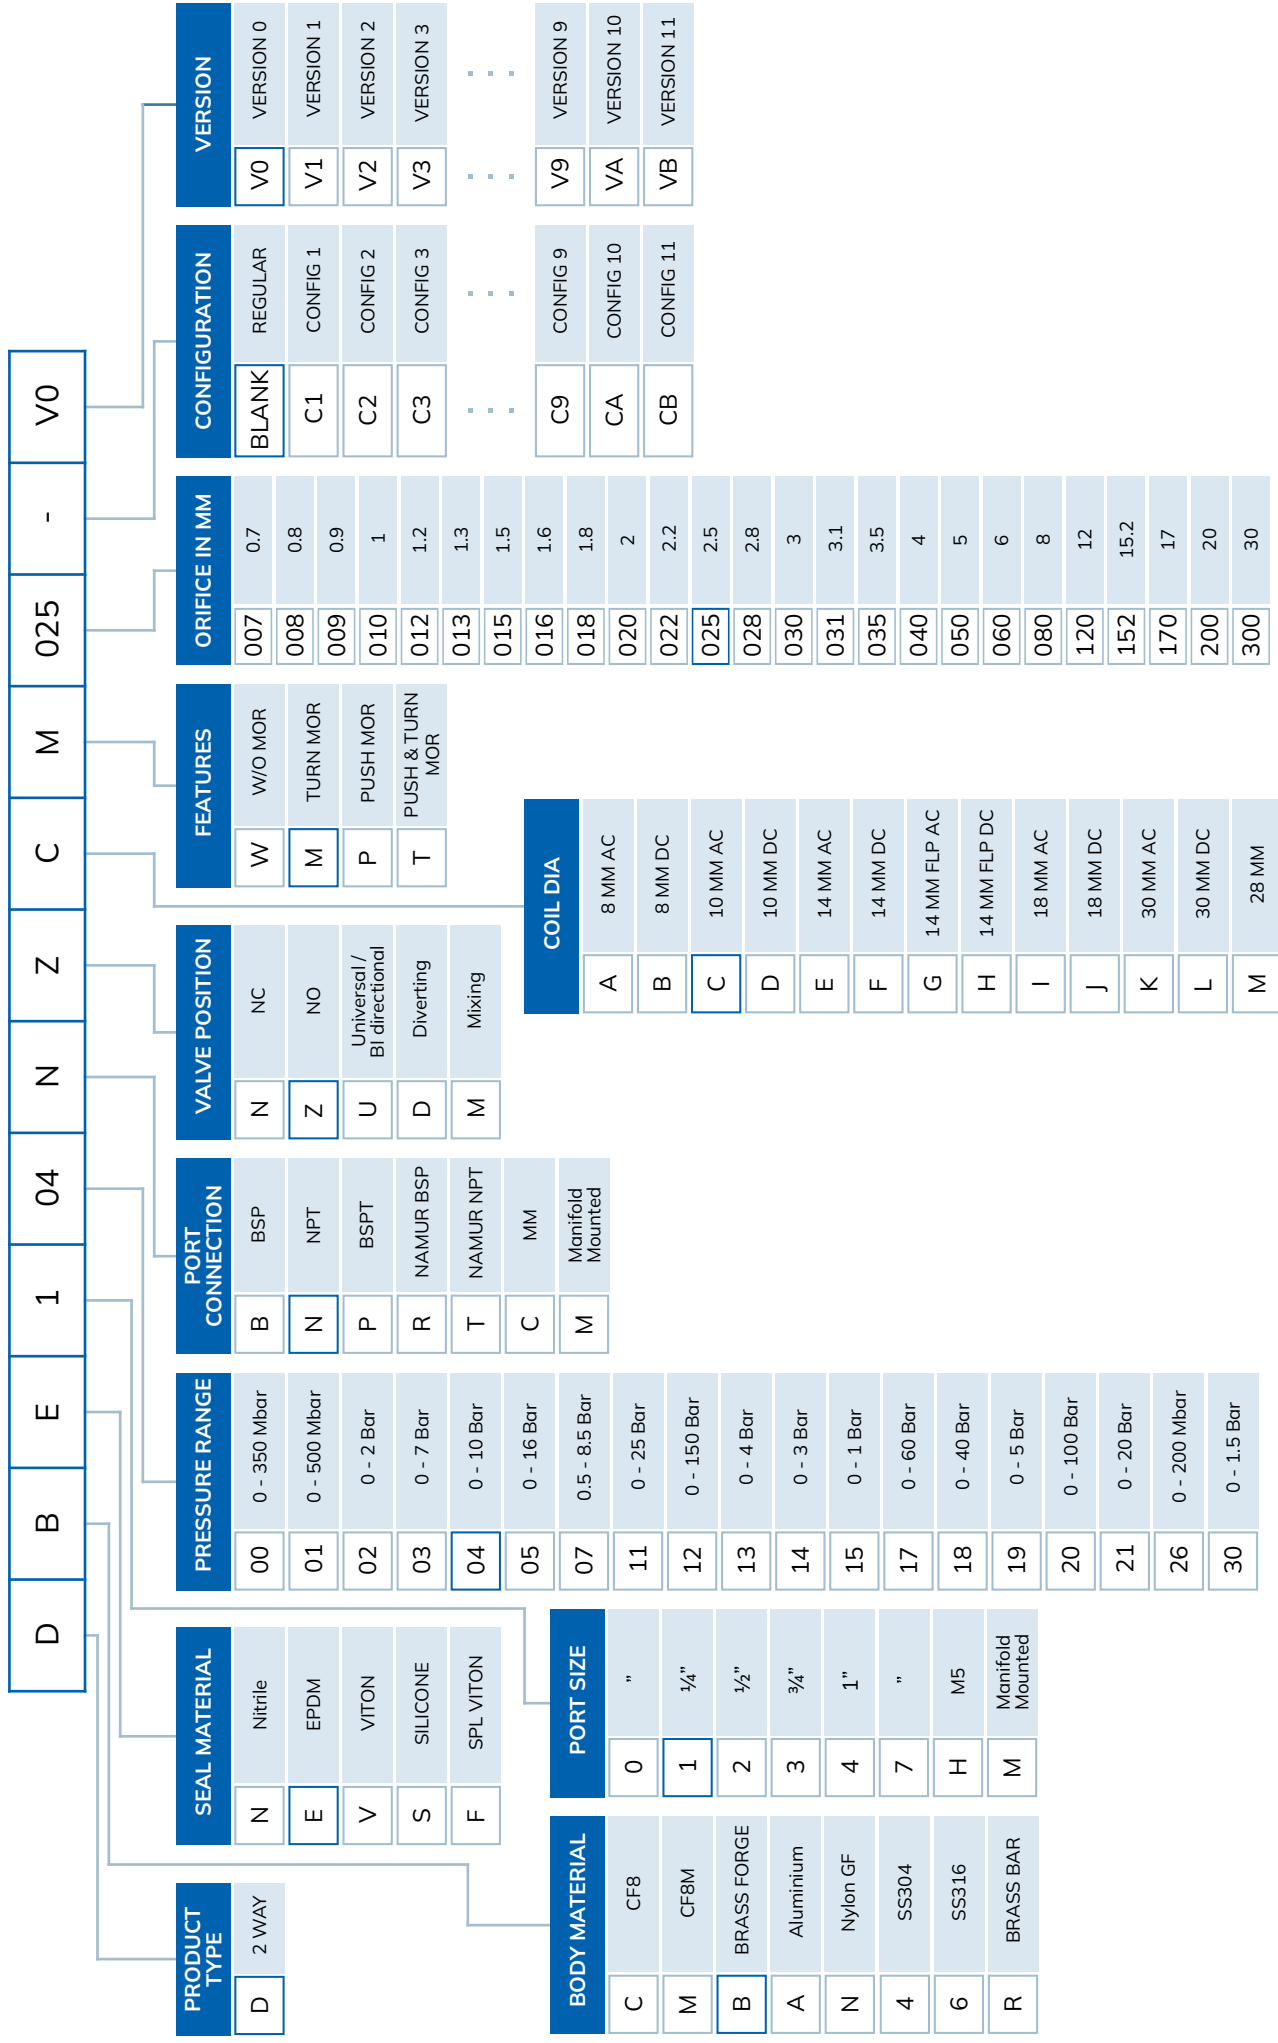 D B E 1 04 N Z C M 025 - V0
PRODUCT
TYPE
D 2 WAY
BODY MATERIAL
C CF8
M CF8M
B BRASS FORGE
A Aluminium
N Nylon GF
4 SS304
6 SS316
R BRASS BAR
SEAL MATERIAL
N Nitrile
E EPDM
V VITON
S SILICONE
F SPL VITON
PORT SIZE
0 ”
1 ¼”
2 ½”
3 ¾”
4 1”
7 ”
H M5
M Manifold
Mounted
PRESSURE RANGE
00 0 - 350 Mbar
01 0 - 500 Mbar
02 0 - 2 Bar
03 0 - 7 Bar
04 0 - 10 Bar
05 0 - 16 Bar
07 0.5 - 8.5 Bar
11 0 - 25 Bar
12 0 - 150 Bar
13 0 - 4 Bar
14 0 - 3 Bar
15 0 - 1 Bar
17 0 - 60 Bar
18 0 - 40 Bar
19 0 - 5 Bar
20 0 - 100 Bar
21 0 - 20 Bar
26 0 - 200 Mbar
30 0 - 1.5 Bar
PORT
CONNECTION
B BSP
N NPT
P BSPT
R NAMUR BSP
T NAMUR NPT
C MM
M Manifold
Mounted
VALVE POSITION
N NC
Z NO
U Universal /
BI directional
D Diverting
M Mixing
COIL DIA
A 8 MM AC
B 8 MM DC
C 10 MM AC
D 10 MM DC
E 14 MM AC
F 14 MM DC
G 14 MM FLP AC
H 14 MM FLP DC
I 18 MM AC
J 18 MM DC
K 30 MM AC
L 30 MM DC
M 28 MM
FEATURES
W W/O MOR
M TURN MOR
P PUSH MOR
T PUSH & TURN
MOR
ORIFICE IN MM
007 0.7
008 0.8
009 0.9
010 1
012 1.2
013 1.3
015 1.5
016 1.6
018 1.8
020 2
022 2.2
025 2.5
028 2.8
030 3
031 3.1
035 3.5
040 4
050 5
060 6
080 8
120 12
152 15.2
170 17
200 20
300 30
CONFIGURATION
BLANK REGULAR
C1 CONFIG 1
C2 CONFIG 2
C3 CONFIG 3
. . . . . .
C9 CONFIG 9
CA CONFIG 10
CB CONFIG 11
VERSION
V0 VERSION 0
V1 VERSION 1
V2 VERSION 2
V3 VERSION 3
. . . . . .
V9 VERSION 9
VA VERSION 10
VB VERSION 11